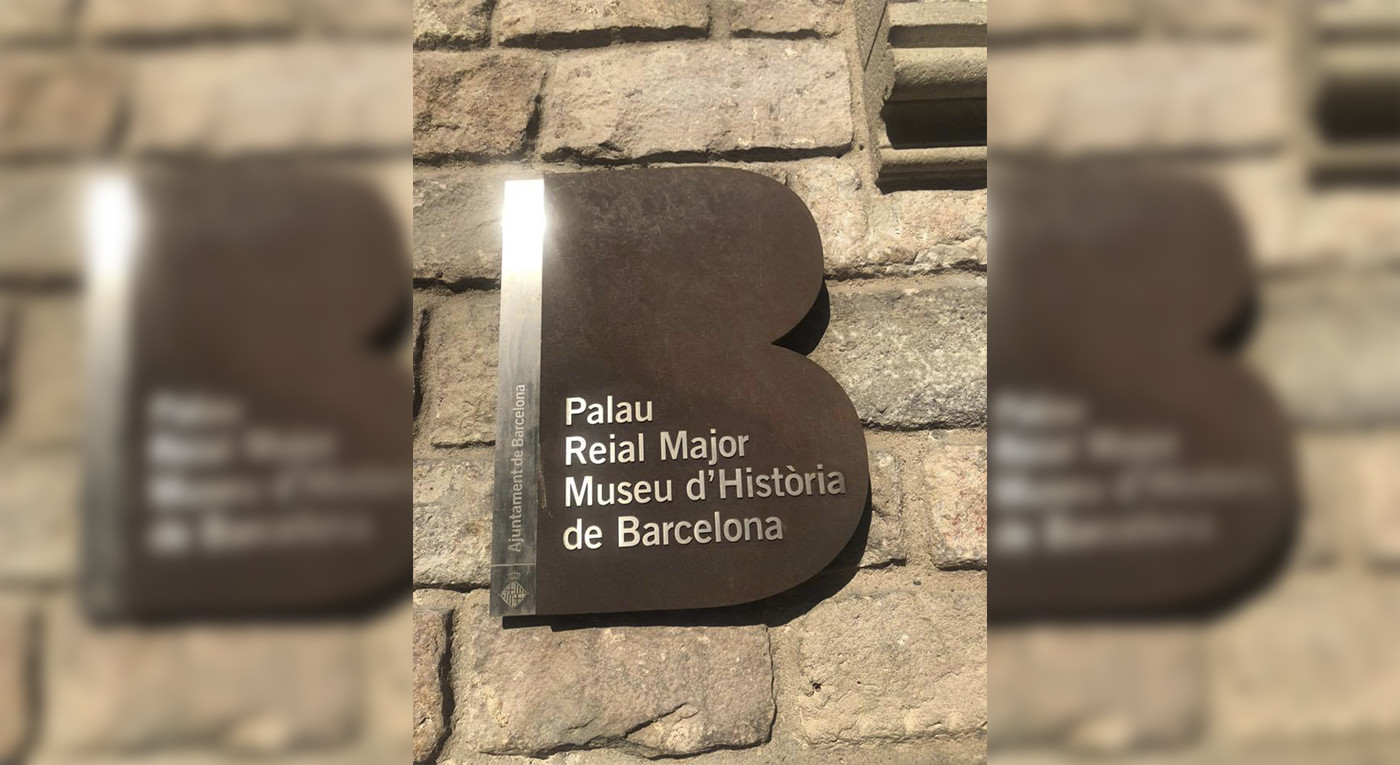 Palau
Reial Major
Museu d'Història
de Barcelona
Ajuntament de Barcelona